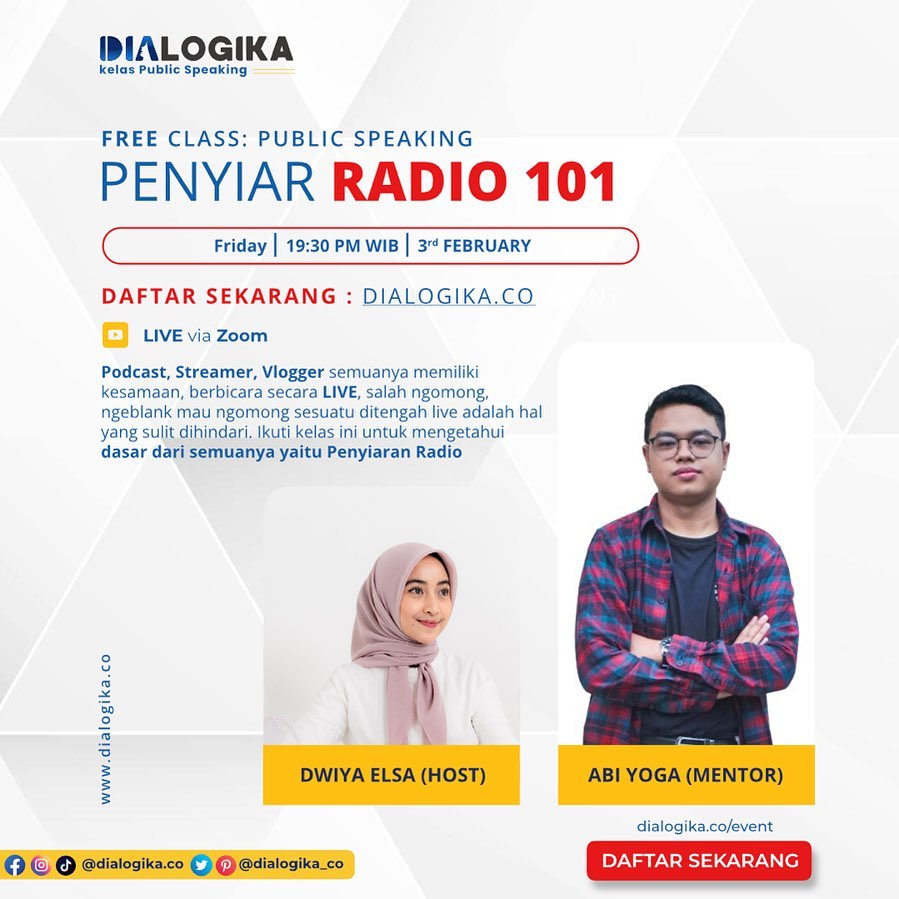 DIALOGIKA
kelas Public Speaking
FREE CLASS: PUBLIC SPEAKING
PENYIAR RADIO 101
Friday | 19:30 PM WIB | 3rd FEBRUARY
DAFTAR SEKARANG : DIALOGIKA.CO/EVENT
LIVE via Zoom
Podcast, Streamer, Vlogger semuanya memiliki
kesamaan, berbicara secara LIVE, salah ngomong,
ngeblank mau ngomong sesuatu ditengah live adalah hal
yang sulit dihindari. Ikuti kelas ini untuk mengetahui
dasar dari semuanya yaitu Penyiaran Radio
www.dialogika.co
DWIYA ELSA (HOST)
ABI YOGA (MENTOR)
dialogika.co/event
DAFTAR SEKARANG
@dialogika.co
@dialogika_co